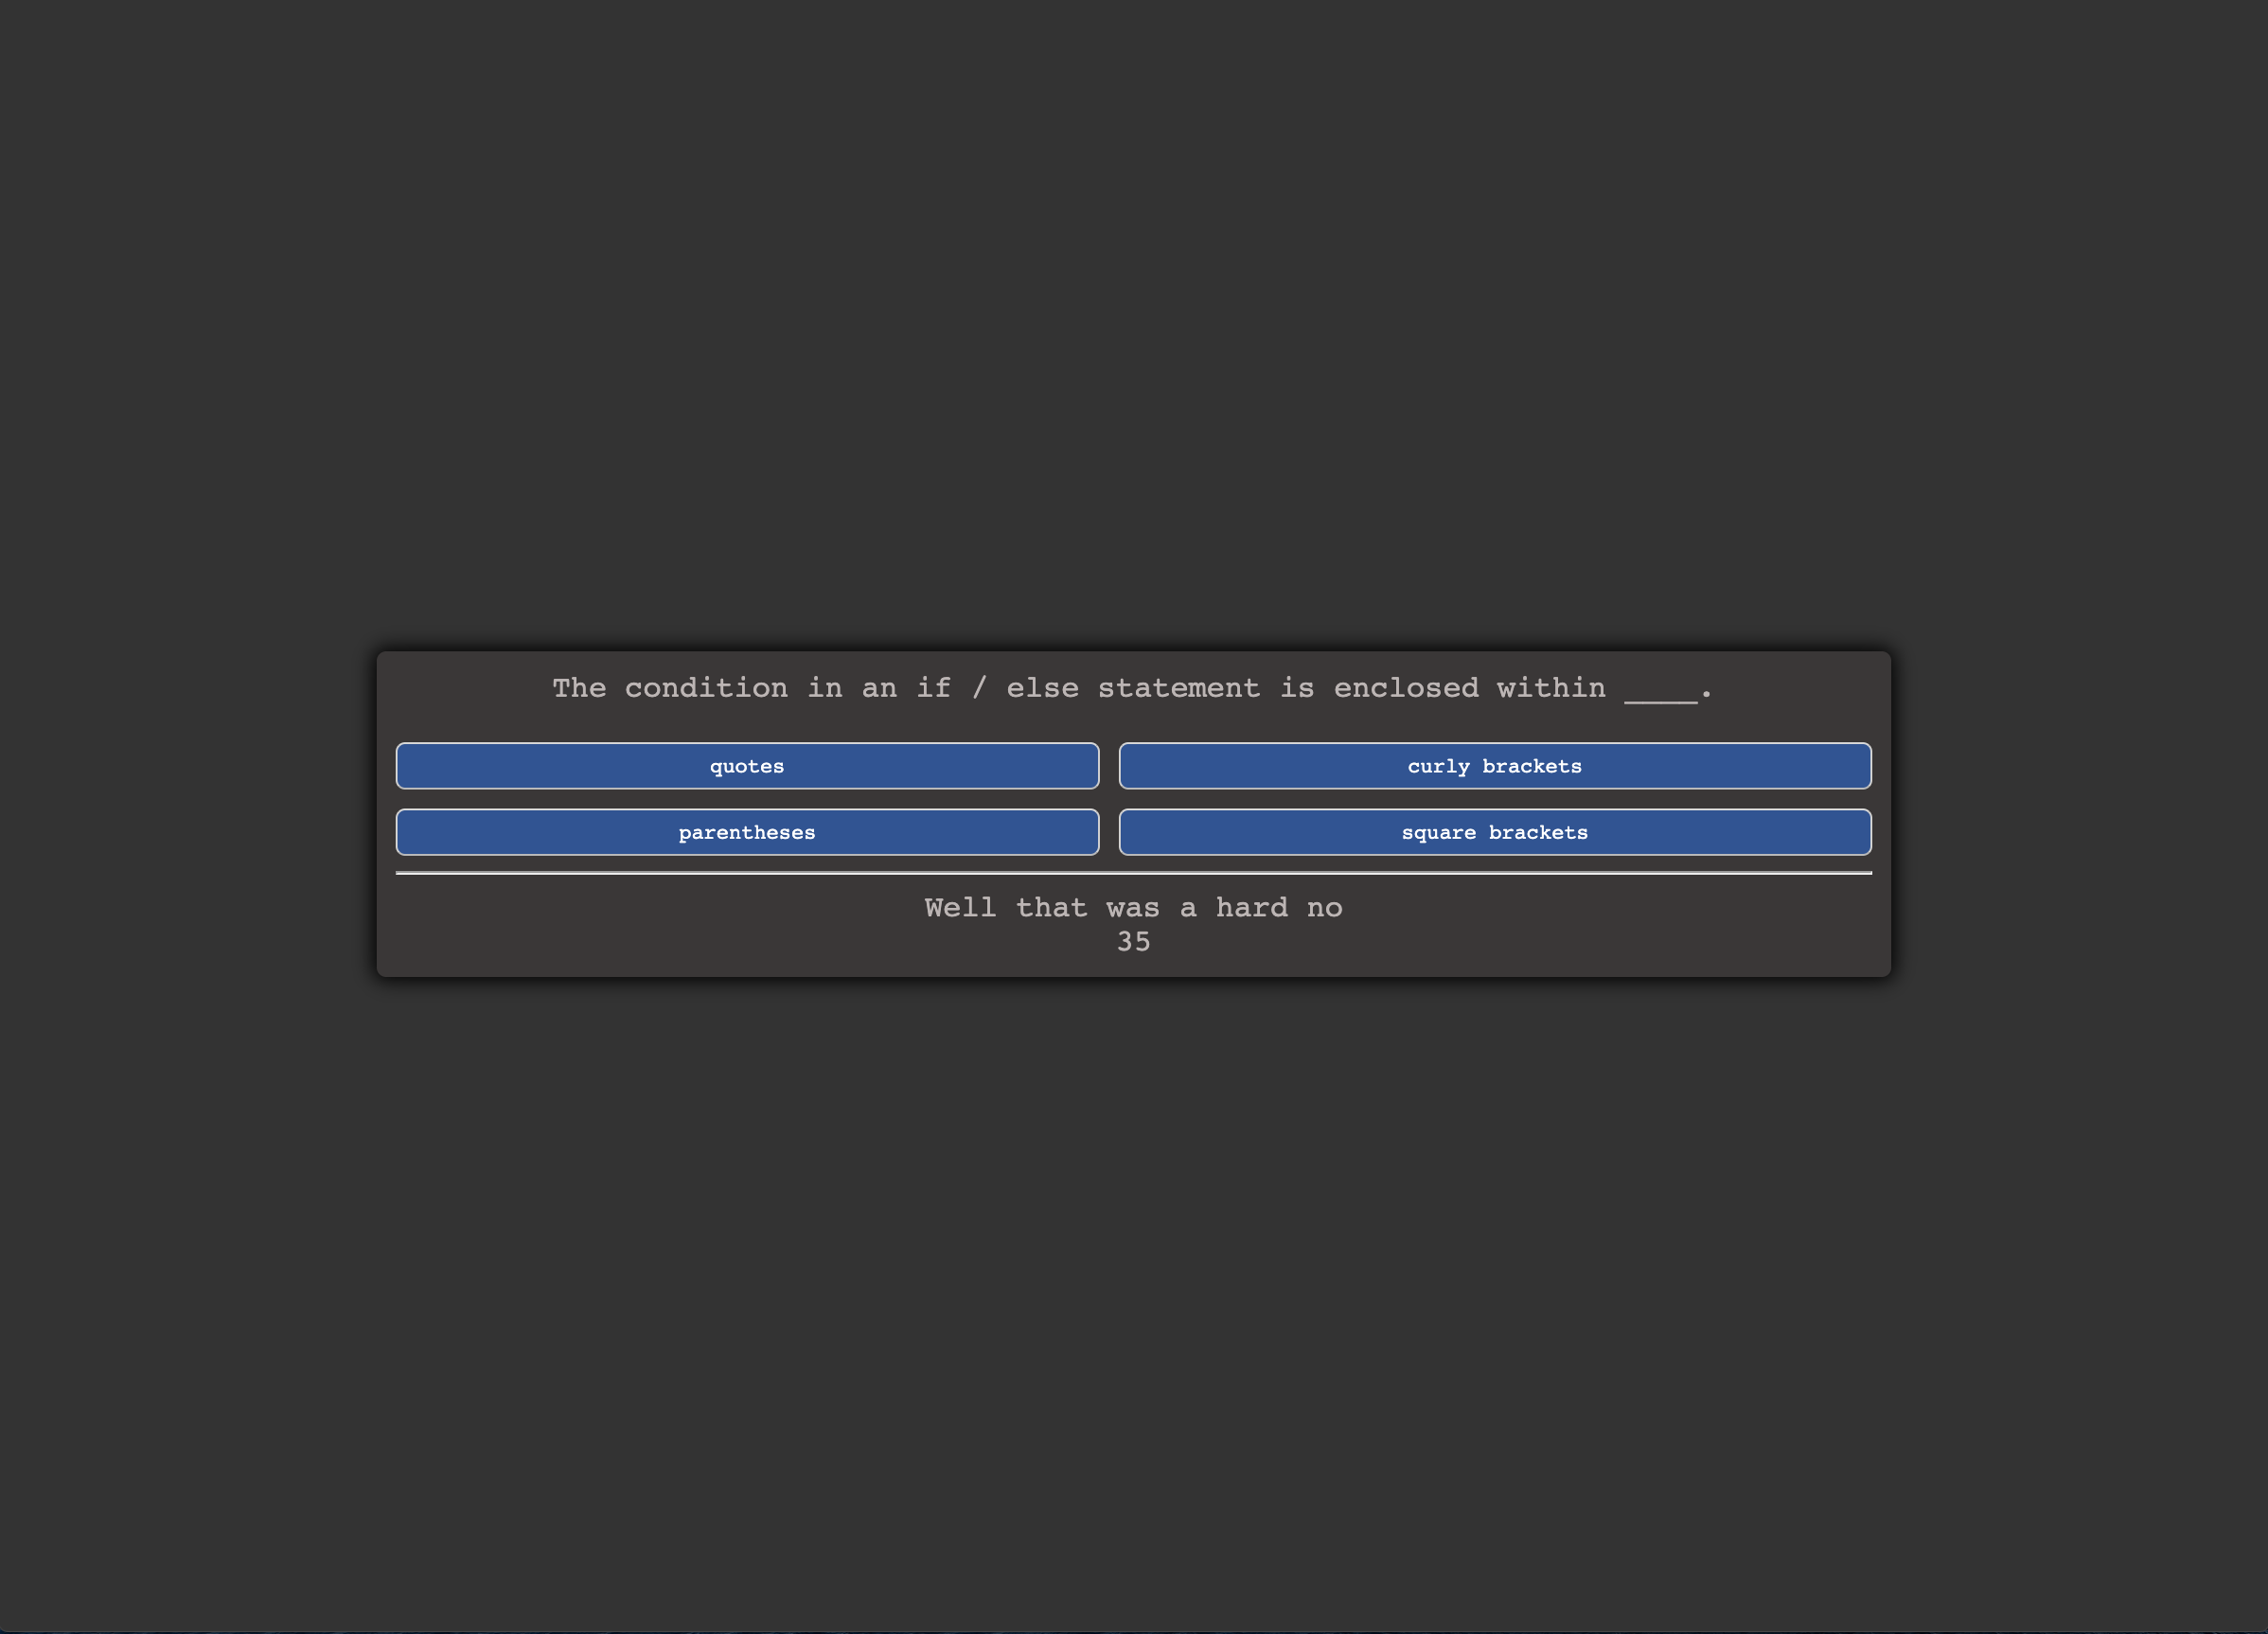 The condition in an if / else statement is enclosed within ____.
quotes
curly brackets
parentheses
square brackets
Well that was a hard no
35